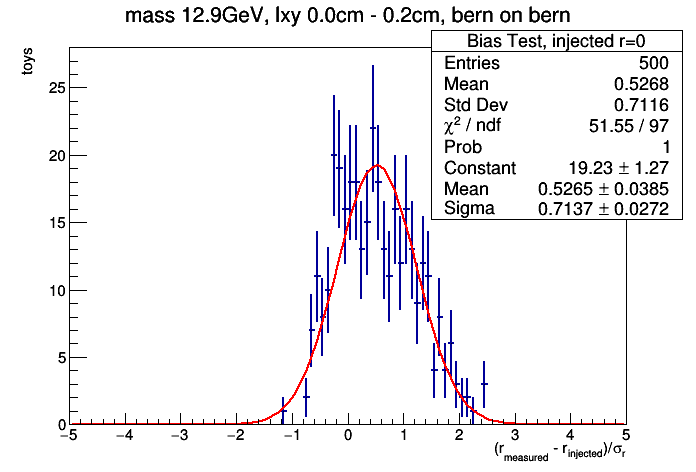 mass 12.9GeV, lxy 0.0cm - 0.2cm, bern on bern
Bias Test, injected r=0
Entries 500
Mean 0.5268
Std Dev 0.7116
χ² / ndf 51.55 / 97
Prob 1
Constant 19.23 ± 1.27
Mean 0.5265 ± 0.0385
Sigma 0.7137 ± 0.0272
toys
25
20
15
10
5
0
−5 −4 −3 −2 −1 0 1 2 3 4 5
(r_measured - r_injected)/σ_r